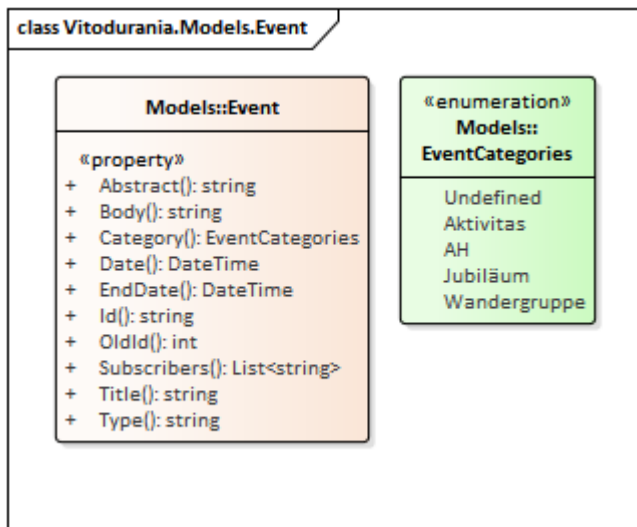 class Vitodurania.Models.Event
Models::Event
«property»
+ Abstract(): string
+ Body(): string
+ Category(): EventCategories
+ Date(): DateTime
+ EndDate(): DateTime
+ Id(): string
+ OldId(): int
+ Subscribers(): List<string>
+ Title(): string
+ Type(): string
«enumeration»
Models::
EventCategories
Undefined
Aktivitas
AH
Jubiläum
Wandergruppe